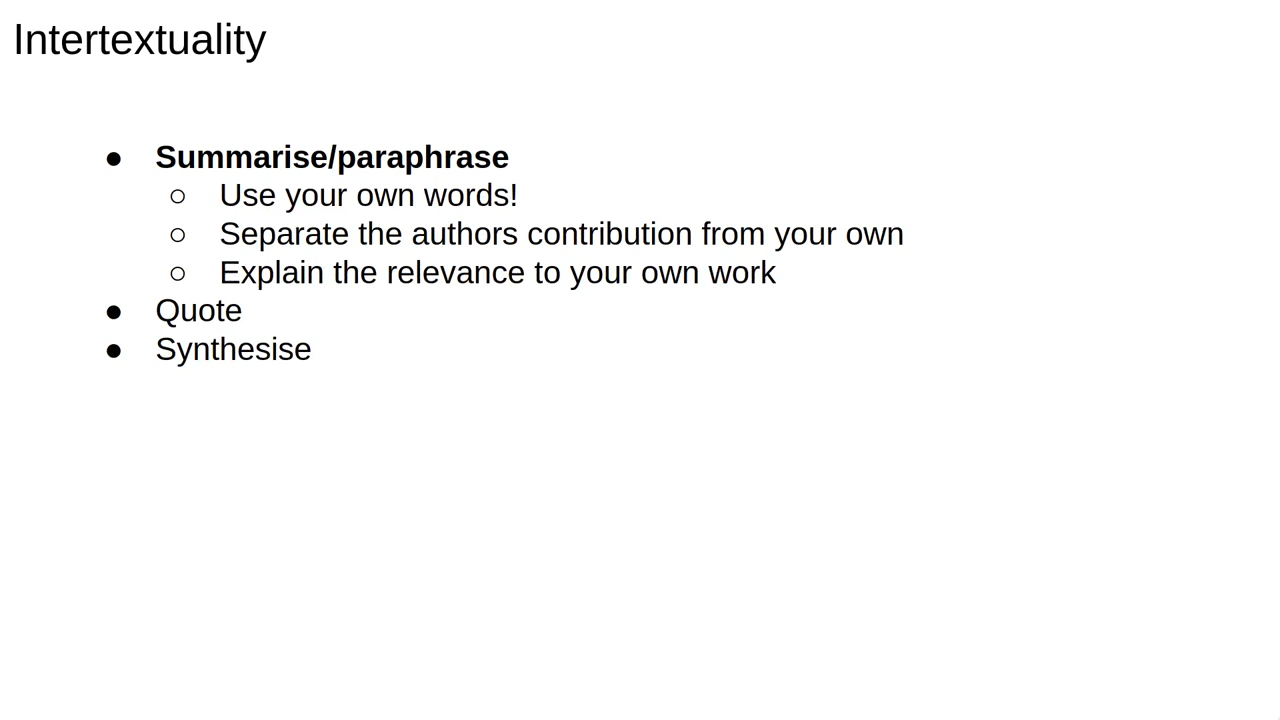 Intertextuality
● Summarise/paraphrase
○ Use your own words!
○ Separate the authors contribution from your own
○ Explain the relevance to your own work
● Quote
● Synthesise